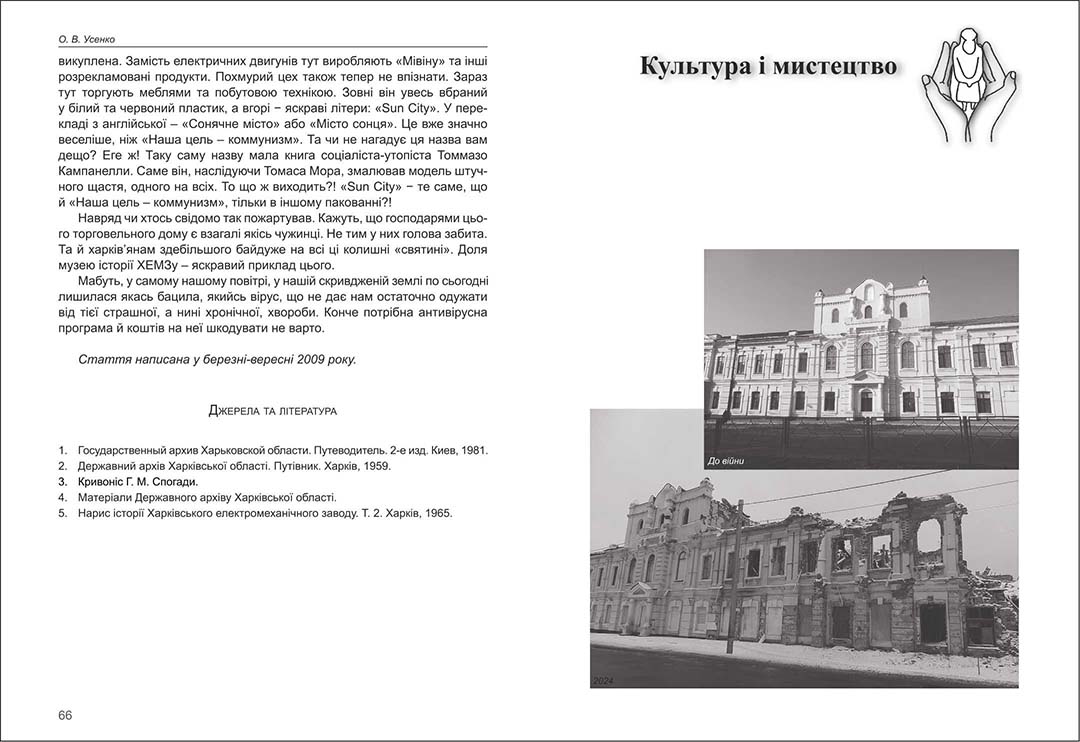 О. В. Усенко
викуплена. Замість електричних двигунів тут виробляють «Мівіну» та інші
розрекламовані продукти. Похмурий цех також тепер не впізнати. Зараз
тут торгують меблями та побутовою технікою. Зовні він увесь вбраний
у білий та червоний пластик, а вгорі − яскраві літери: «Sun City». У пере-
кладі з англійської – «Сонячне місто» або «Місто сонця». Це вже значно
веселіше, ніж «Наша цель – коммунизм». Та чи не нагадує ця назва вам
дещо? Еге ж! Таку саму назву мала книга соціаліста-утопіста Томмазо
Кампанелли. Саме він, наслідуючи Томаса Мора, змалював модель штуч-
ного щастя, одного на всіх. То що ж виходить?! «Sun City» − те саме, що
й «Наша цель – коммунизм», тільки в іншому пакованні?!
Навряд чи хтось свідомо так пожартував. Кажуть, що господарями цьо-
го торговельного дому є взагалі якісь чужинці. Не тим у них голова забита.
Та й харків’янам здебільшого байдуже на всі ці колишні «святині». Доля
музею історії ХЕМЗу – яскравий приклад цього.
Мабуть, у самому нашому повітрі, у нашій скривдженій землі по сьогодні
лишилася якась бацила, якийсь вірус, що не дає нам остаточно одужати
від тієї страшної, а нині хронічної, хвороби. Конче потрібна антивірусна
програма й коштів на неї шкодувати не варто.
Стаття написана у березні-вересні 2009 року.
Джерела та література
1. Государственный архив Харьковской области. Путеводитель. 2-е изд. Киев, 1981.
2. Державний архів Харківської області. Путівник. Харків, 1959.
3. Кривоніс Г. М. Спогади.
4. Матеріали Державного архіву Харківської області.
5. Нарис історії Харківського електромеханічного заводу. Т. 2. Харків, 1965.
66
Культура і мистецтво
До війни
2024